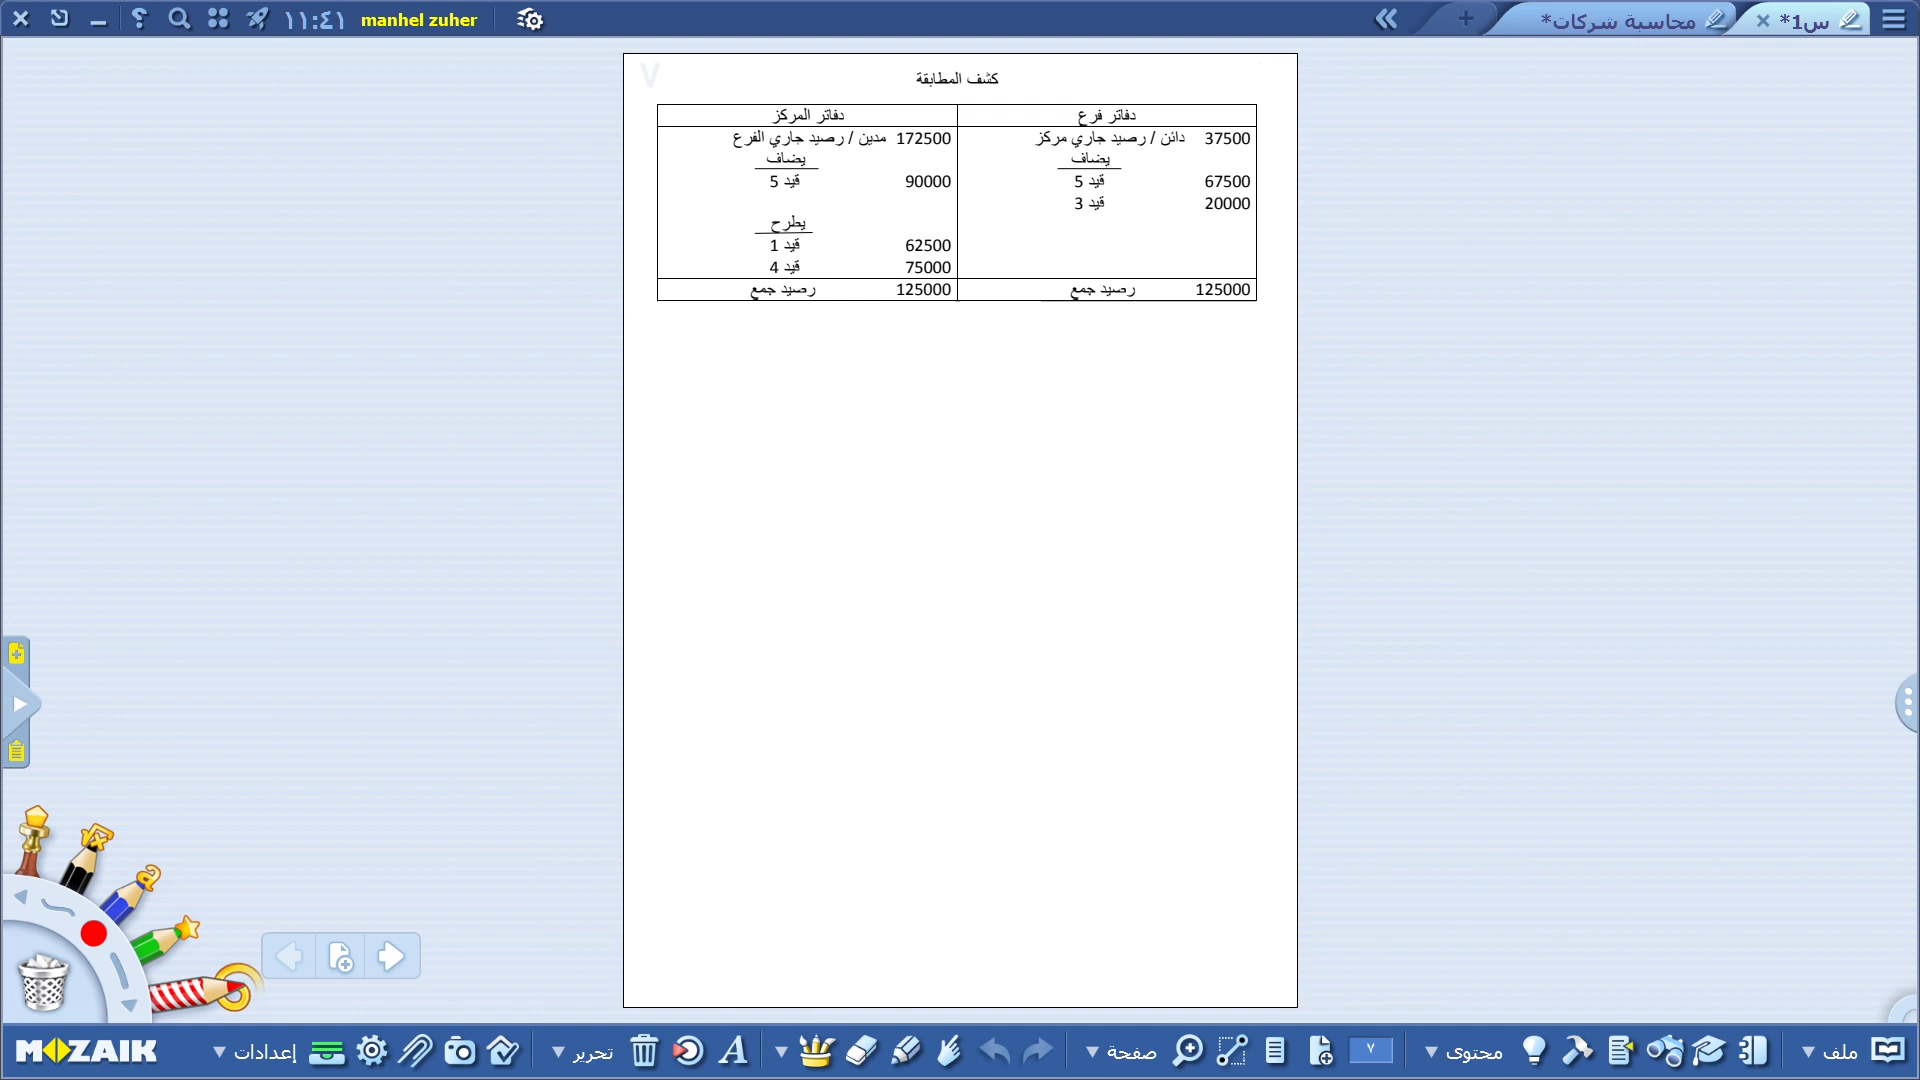 س1*
محاسبة شركات*
manhel zuher
١١:٤١
٧
كشف المطابقة
دفاتر فرع
دفاتر المركز
37500 دائن / رصيد جاري مركز
172500 مدين / رصيد جاري الفرع
يضاف
يضاف
67500 قيد 5
90000 قيد 5
20000 قيد 3
يطرح
62500 قيد 1
75000 قيد 4
125000 رصيد جمع
125000 رصيد جمع
ملف
محتوى
٧
صفحة
تحرير
إعدادات
MOZAIK